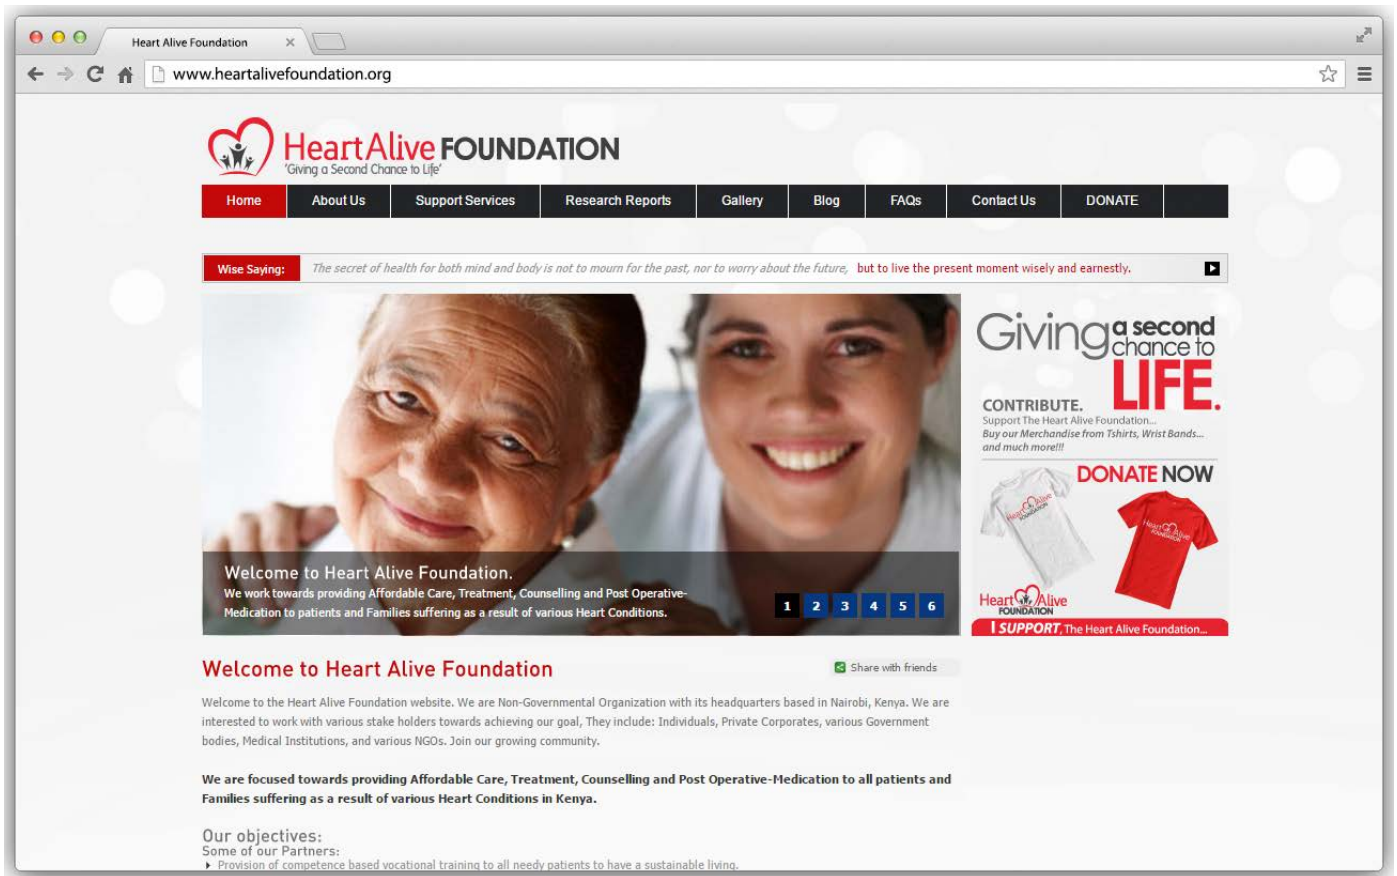 Heart Alive Foundation
www.heartalivefoundation.org
HeartAlive FOUNDATION
'Giving a Second Chance to Life'
Home About Us Support Services Research Reports Gallery Blog FAQs Contact Us DONATE
Wise Saying: The secret of health for both mind and body is not to mourn for the past, nor to worry about the future, but to live the present moment wisely and earnestly.
Giving a second
chance to
LIFE.
CONTRIBUTE.
Support The Heart Alive Foundation...
Buy our Merchandise from Tshirts, Wrist Bands...
and much more!!!
DONATE NOW
Heart Alive
FOUNDATION
Heart Alive
FOUNDATION
Heart Alive
FOUNDATION
I SUPPORT, The Heart Alive Foundation...
Welcome to Heart Alive Foundation.
We work towards providing Affordable Care, Treatment, Counselling and Post Operative-
Medication to patients and Families suffering as a result of various Heart Conditions.
1 2 3 4 5 6
Welcome to Heart Alive Foundation
Share with friends
Welcome to the Heart Alive Foundation website. We are Non-Governmental Organization with its headquarters based in Nairobi, Kenya. We are
interested to work with various stake holders towards achieving our goal, They include: Individuals, Private Corporates, various Government
bodies, Medical Institutions, and various NGOs. Join our growing community.
We are focused towards providing Affordable Care, Treatment, Counselling and Post Operative-Medication to all patients and
Families suffering as a result of various Heart Conditions in Kenya.
Our objectives:
Some of our Partners:
Provision of competence based vocational training to all needy patients to have a sustainable living.